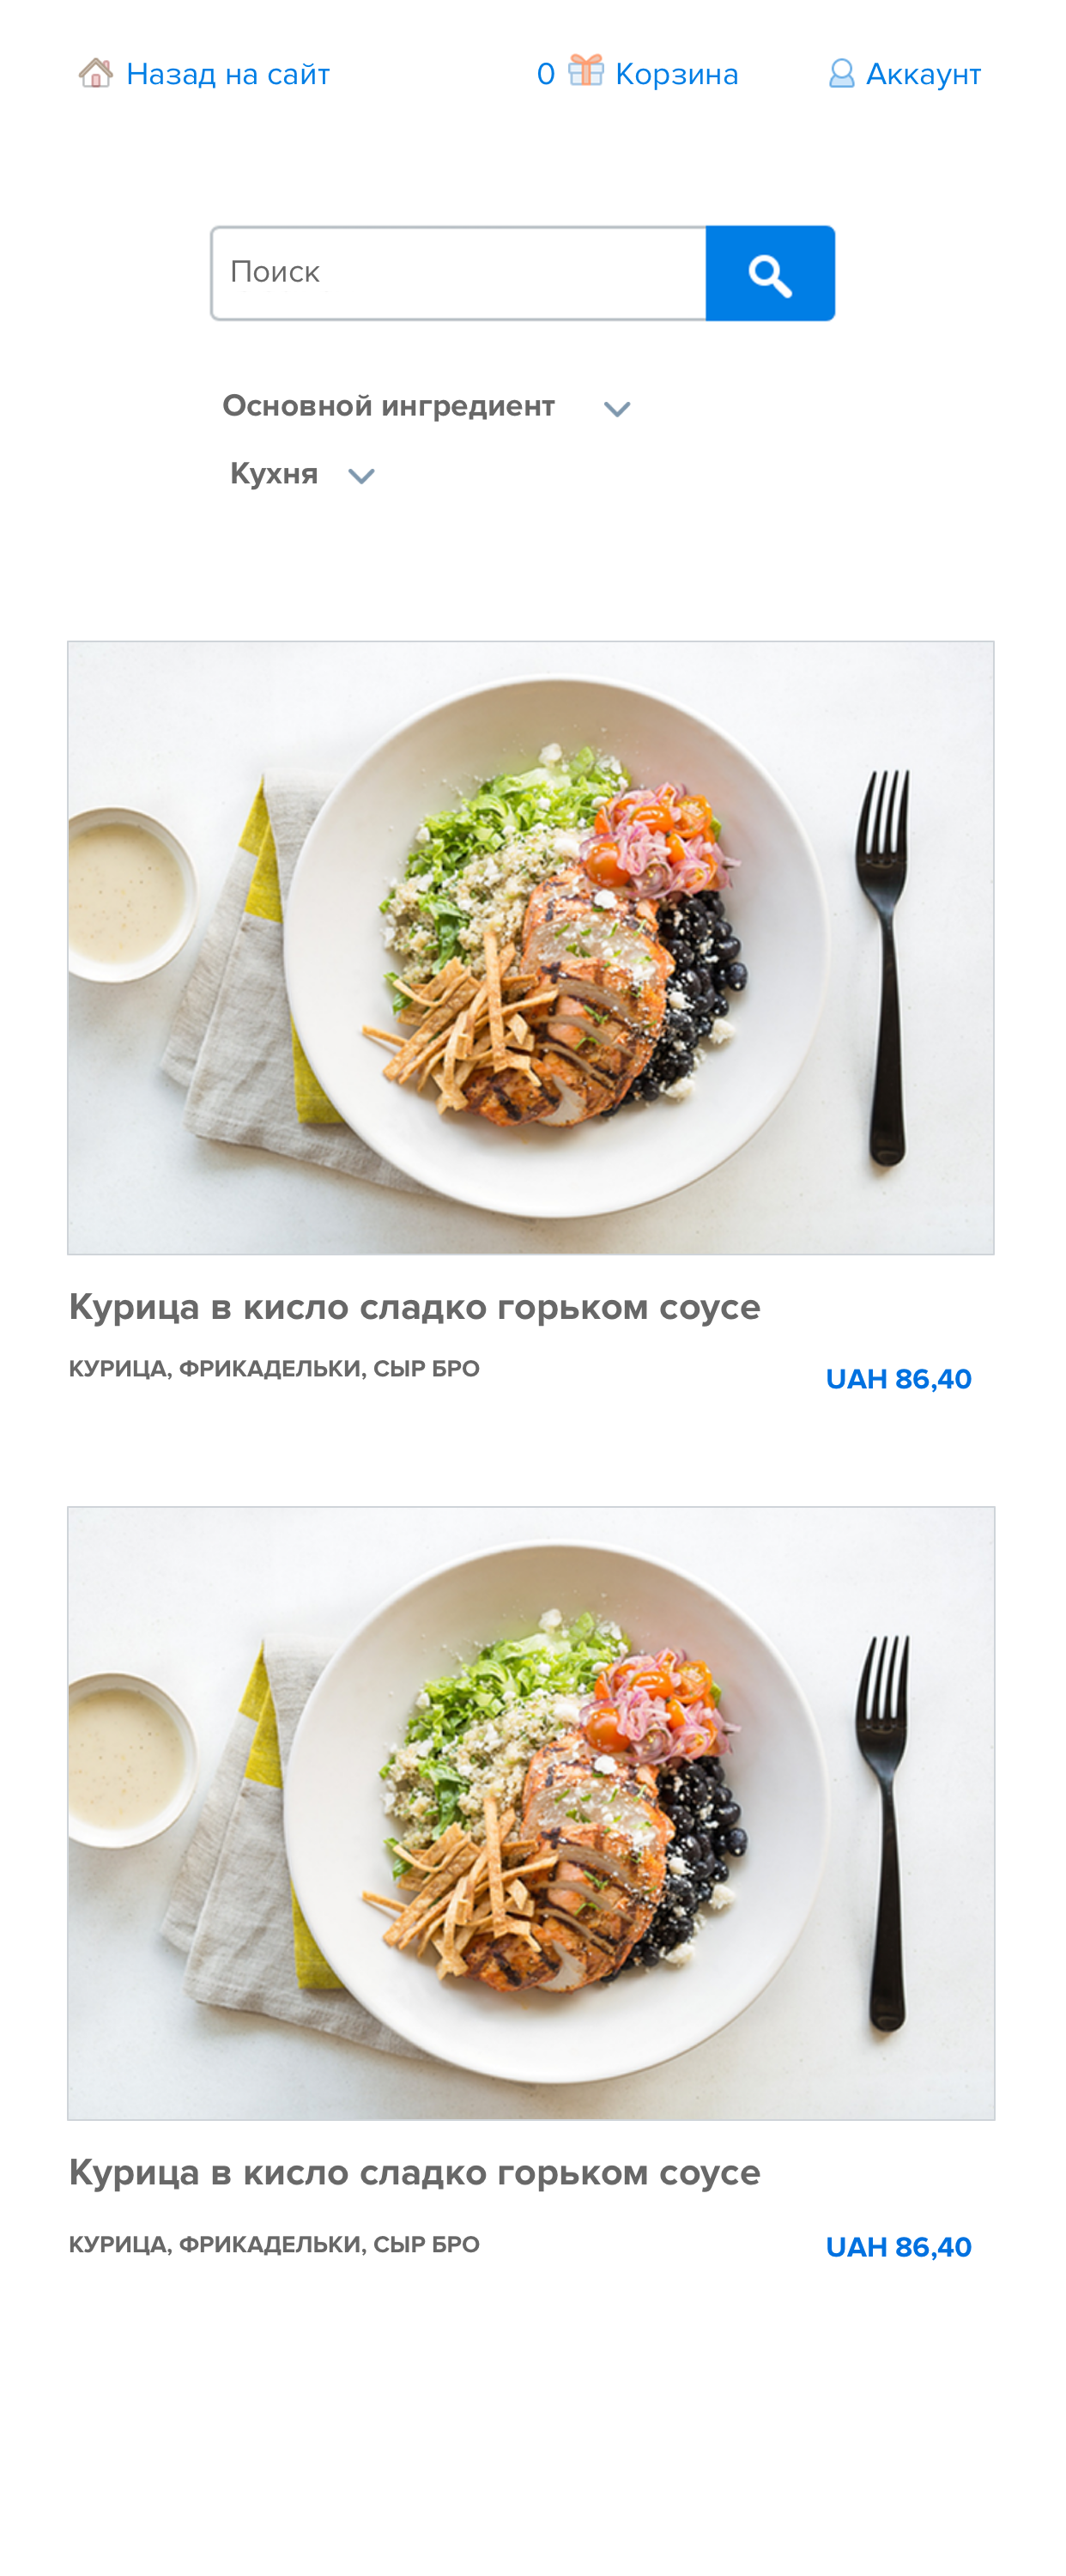 Назад на сайт 0 Корзина Аккаунт
Поиск
Основной ингредиент
Кухня
Курица в кисло сладко горьком соусе
КУРИЦА, ФРИКАДЕЛЬКИ, СЫР БРО UAH 86,40
Курица в кисло сладко горьком соусе
КУРИЦА, ФРИКАДЕЛЬКИ, СЫР БРО UAH 86,40